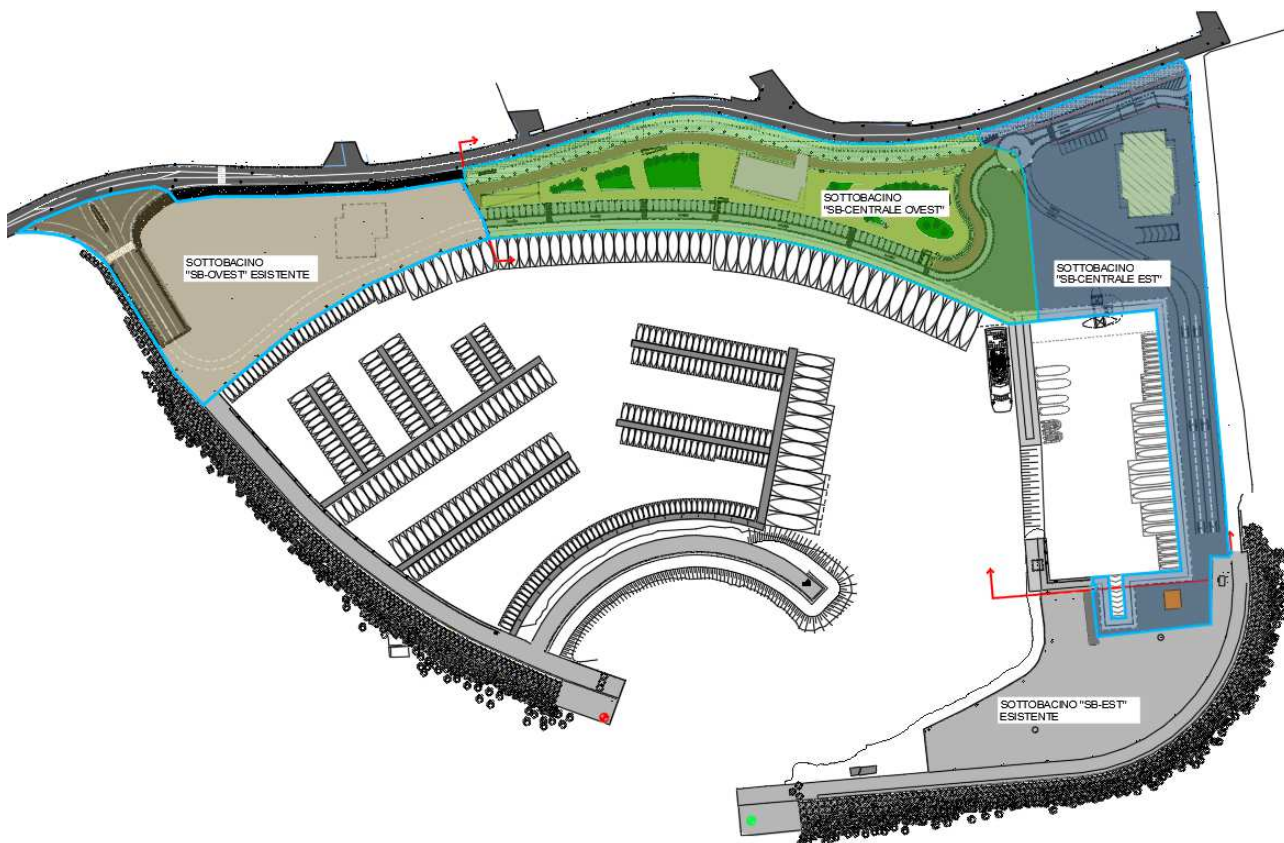 SOTTOBACINO
"SB-CENTRALE OVEST"
SOTTOBACINO
"SB-OVEST" ESISTENTE
SOTTOBACINO
"SB-CENTRALE EST"
SOTTOBACINO "SB-EST"
ESISTENTE